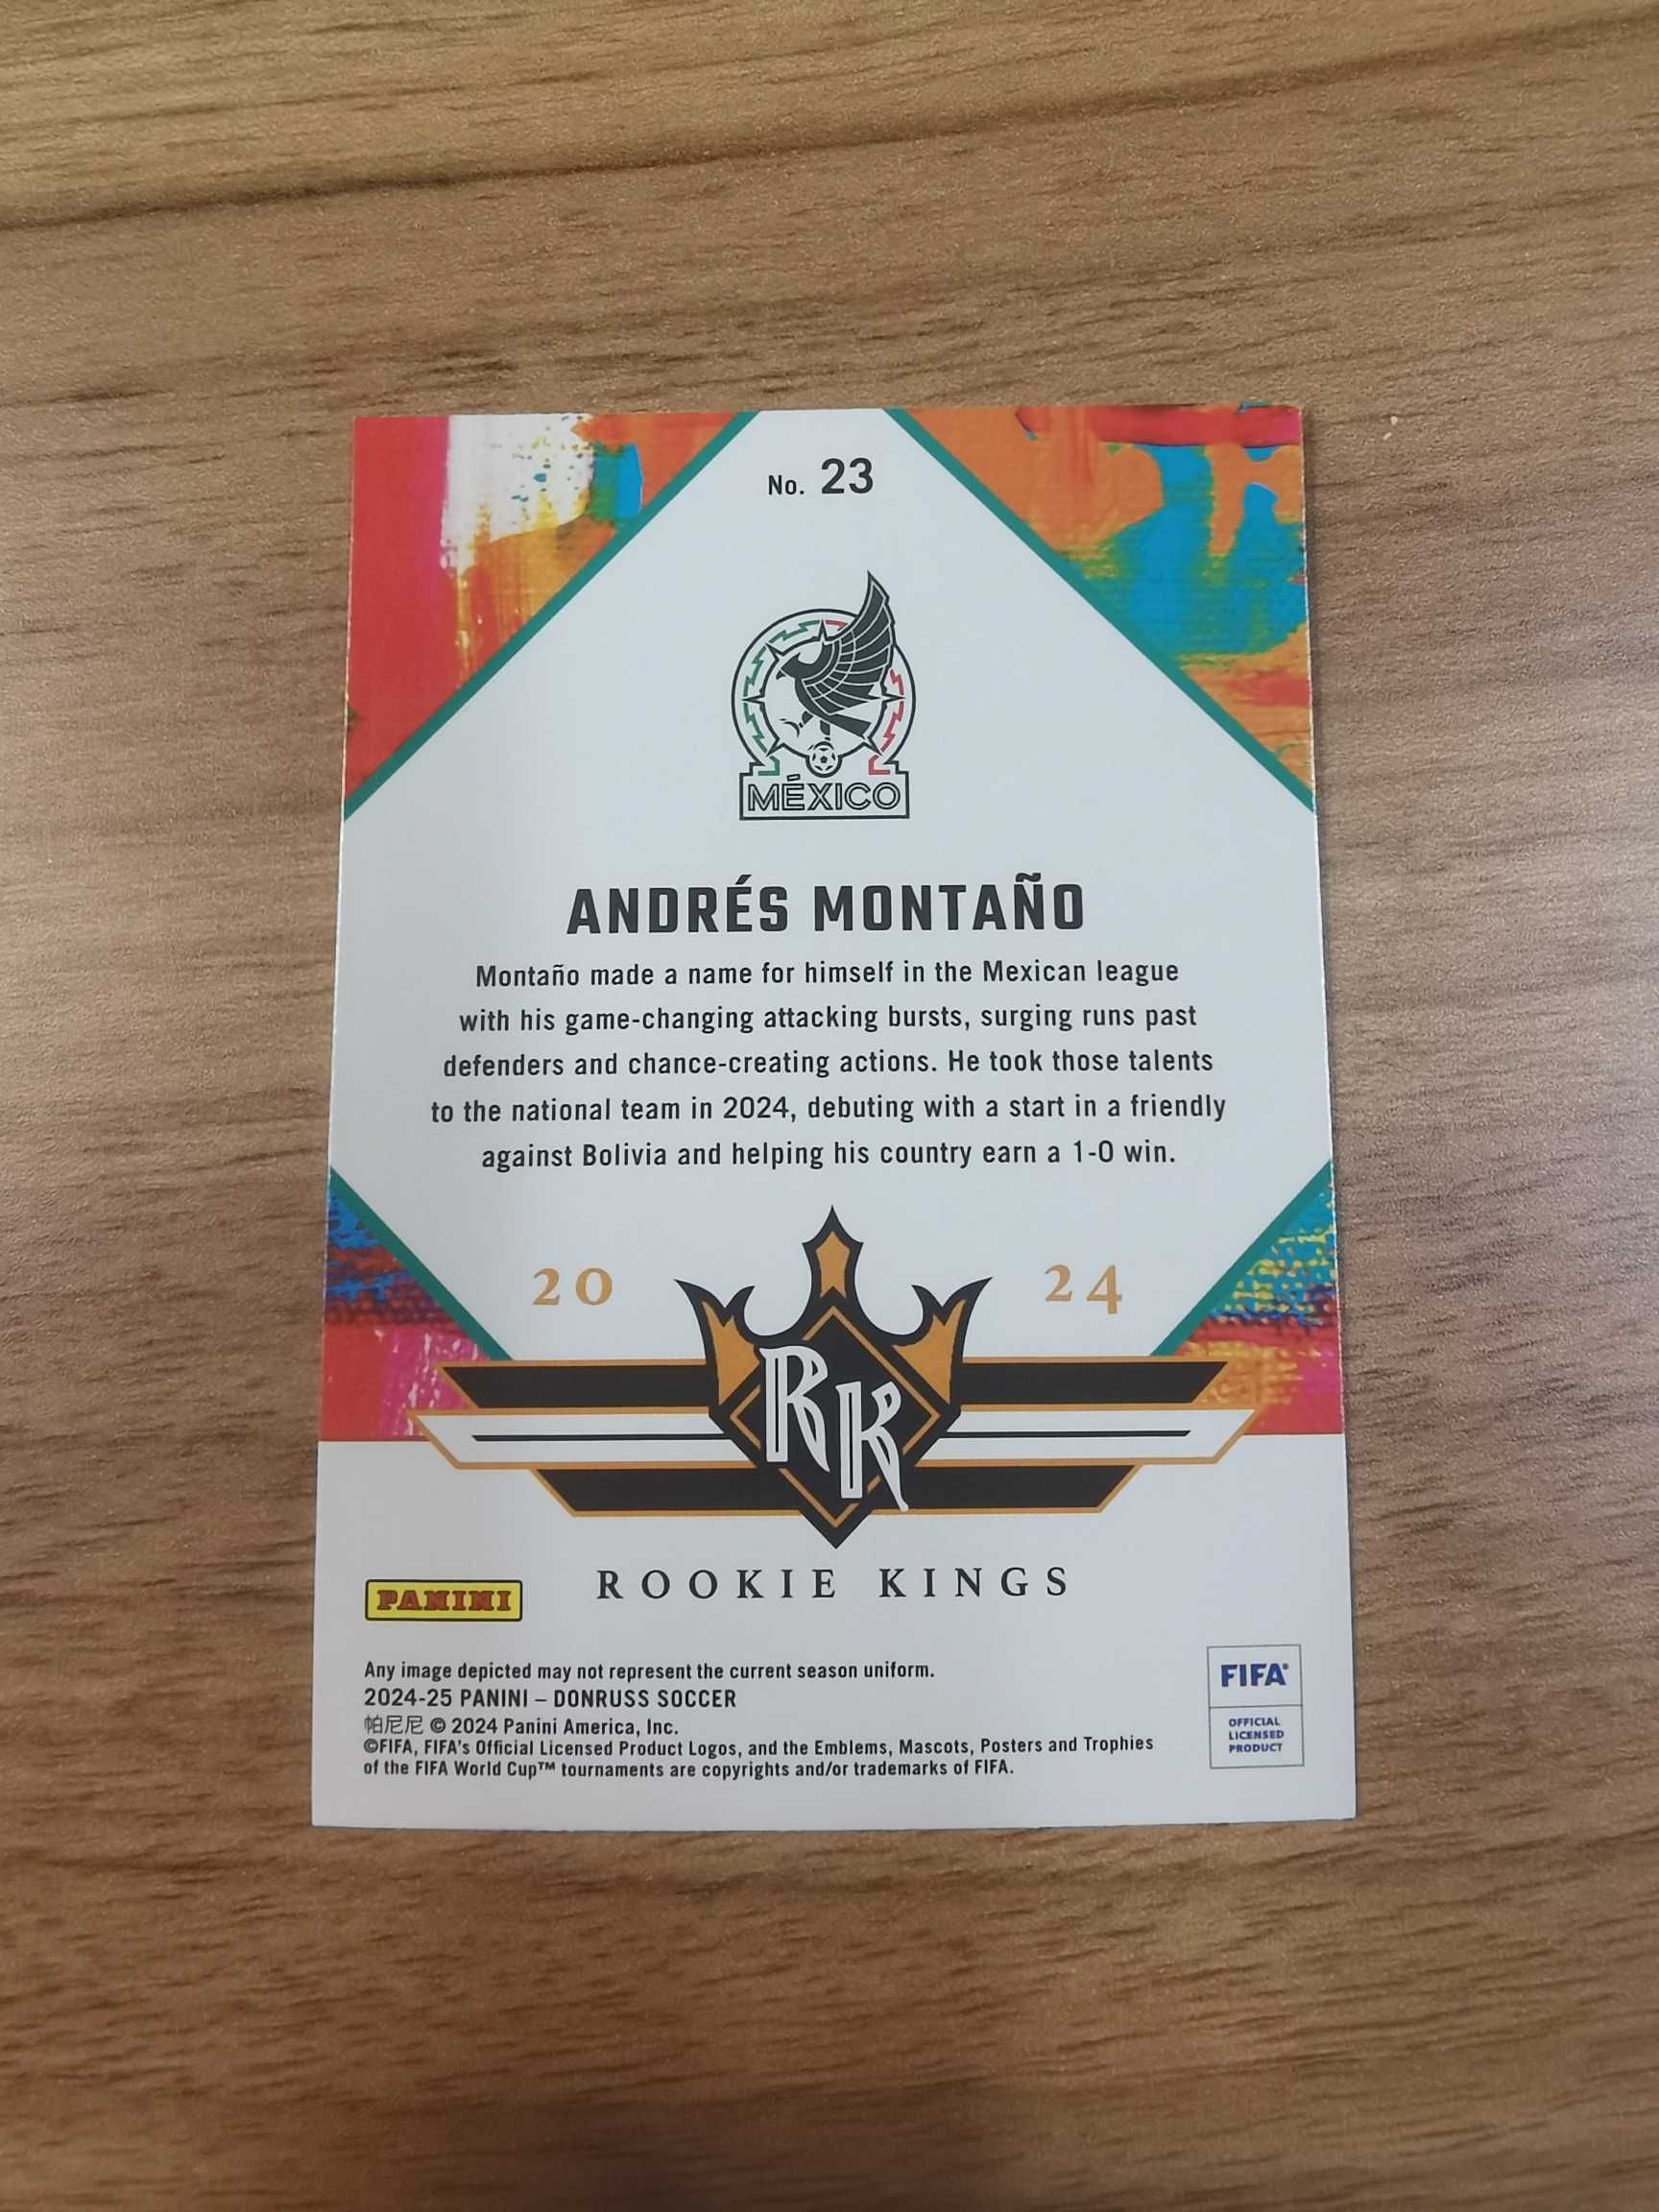 No. 23
MÉXICO
ANDRÉS MONTAÑO
Montaño made a name for himself in the Mexican league
with his game-changing attacking bursts, surging runs past
defenders and chance-creating actions. He took those talents
to the national team in 2024, debuting with a start in a friendly
against Bolivia and helping his country earn a 1-0 win.
20 24
RK
ROOKIE KINGS
PANINI
Any image depicted may not represent the current season uniform.
2024-25 PANINI – DONRUSS SOCCER
帕尼尼 © 2024 Panini America, Inc.
©FIFA, FIFA's Official Licensed Product Logos, and the Emblems, Mascots, Posters and Trophies
of the FIFA World Cup™ tournaments are copyrights and/or trademarks of FIFA.
FIFA®
OFFICIAL
LICENSED
PRODUCT